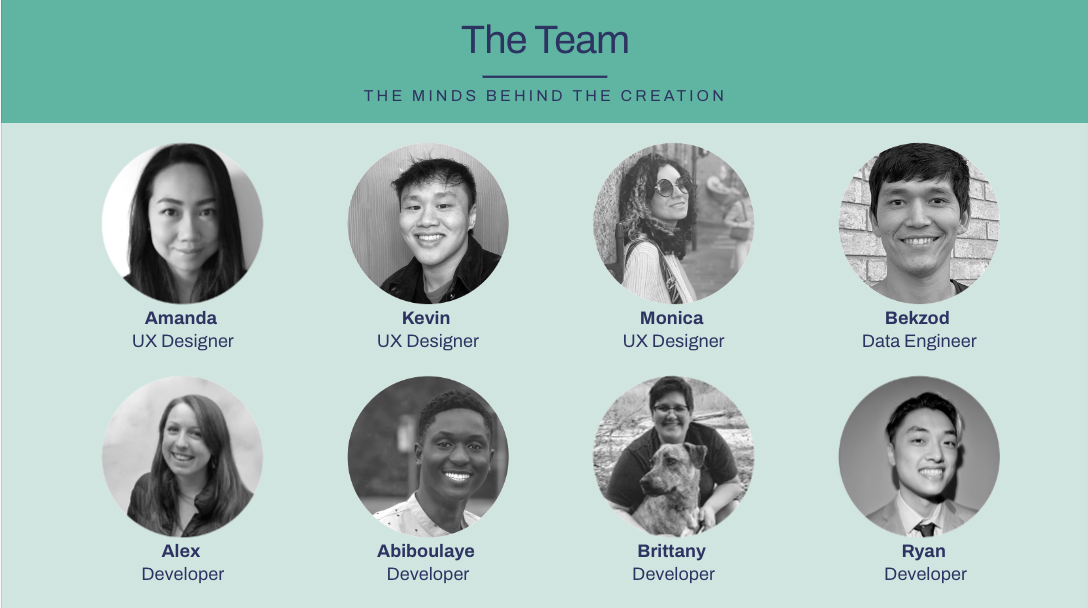 The Team
THE MINDS BEHIND THE CREATION
Amanda
UX Designer
Kevin
UX Designer
Monica
UX Designer
Bekzod
Data Engineer
Alex
Developer
Abiboulaye
Developer
Brittany
Developer
Ryan
Developer